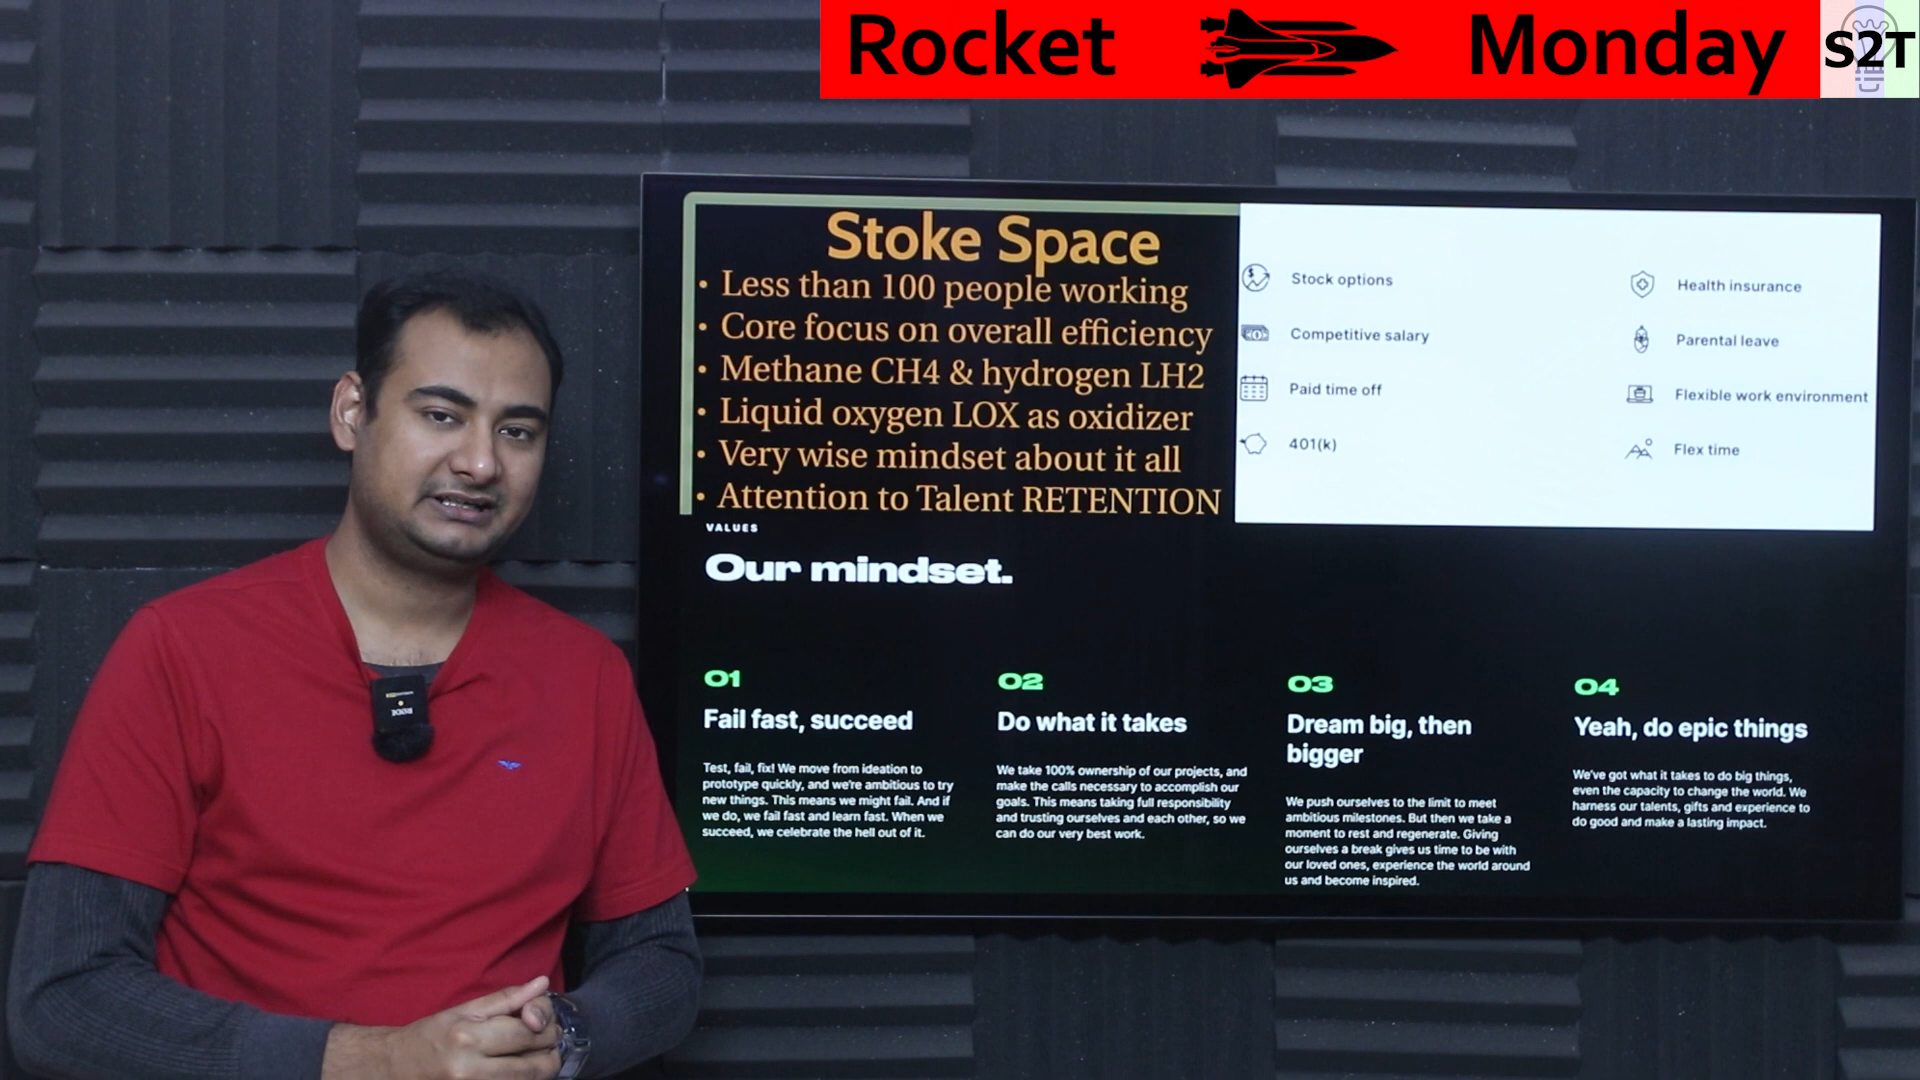 Rocket Monday
S2T
Stoke Space
• Less than 100 people working
• Core focus on overall efficiency
• Methane CH4 & hydrogen LH2
• Liquid oxygen LOX as oxidizer
• Very wise mindset about it all
• Attention to Talent RETENTION
Stock options
Competitive salary
Paid time off
401(k)
Health insurance
Parental leave
Flexible work environment
Flex time
VALUES
Our mindset.
01
Fail fast, succeed
Test, fail, fix! We move from ideation to
prototype quickly, and we're ambitious to try
new things. This means we might fail. And if
we do, we fail fast and learn fast. When we
succeed, we celebrate the hell out of it.
02
Do what it takes
We take 100% ownership of our projects, and
make the calls necessary to accomplish our
goals. This means taking full responsibility
and trusting ourselves and each other, so we
can do our very best work.
03
Dream big, then
bigger
We push ourselves to the limit to meet
ambitious milestones. But then we take a
moment to rest and regenerate. Giving
ourselves a break gives us time to be with
our loved ones, experience the world around
us and become inspired.
04
Yeah, do epic things
We've got what it takes to do big things,
even the capacity to change the world. We
harness our talents, gifts and experience to
do good and make a lasting impact.
RØDE